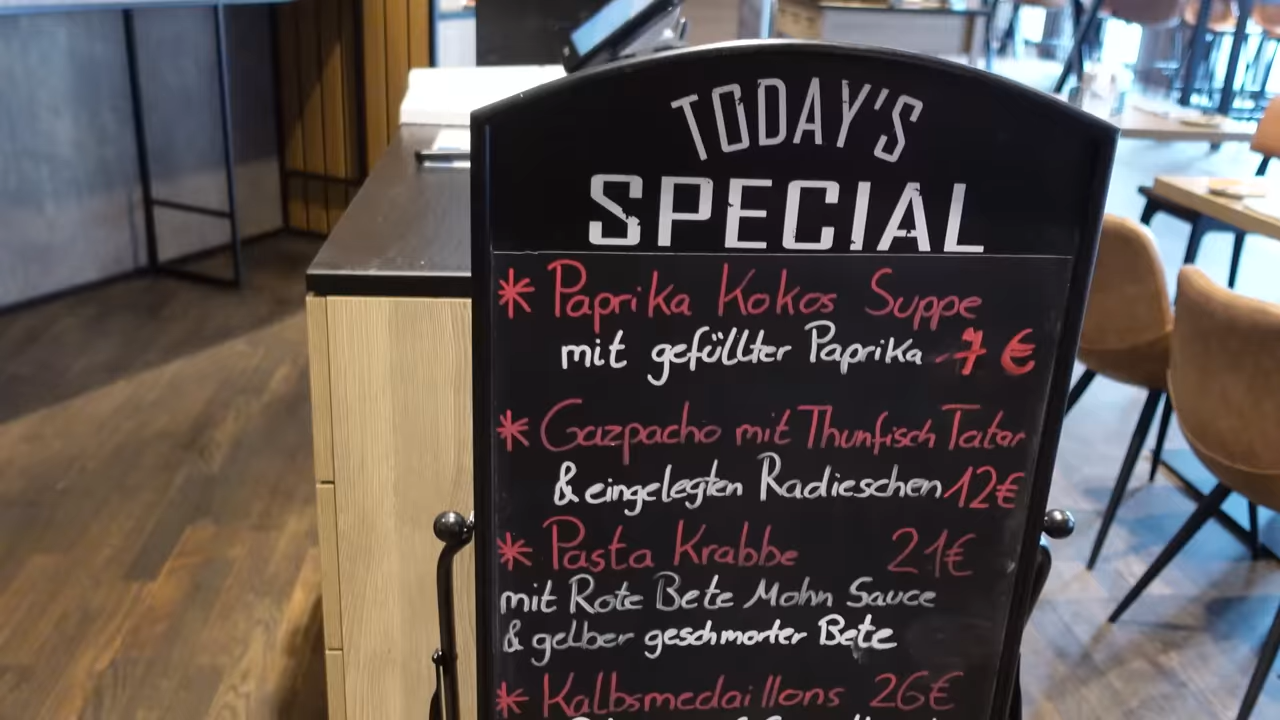 TODAY'S
SPECIAL
* Paprika Kokos Suppe
mit gefüllter Paprika 7 €
* Gazpacho mit Thunfisch Tatar
& eingelegten Radieschen 12€
* Pasta Krabbe 21€
mit Rote Bete Mohn Sauce
& gelber geschmorter Bete
* Kalbsmedaillons 26€